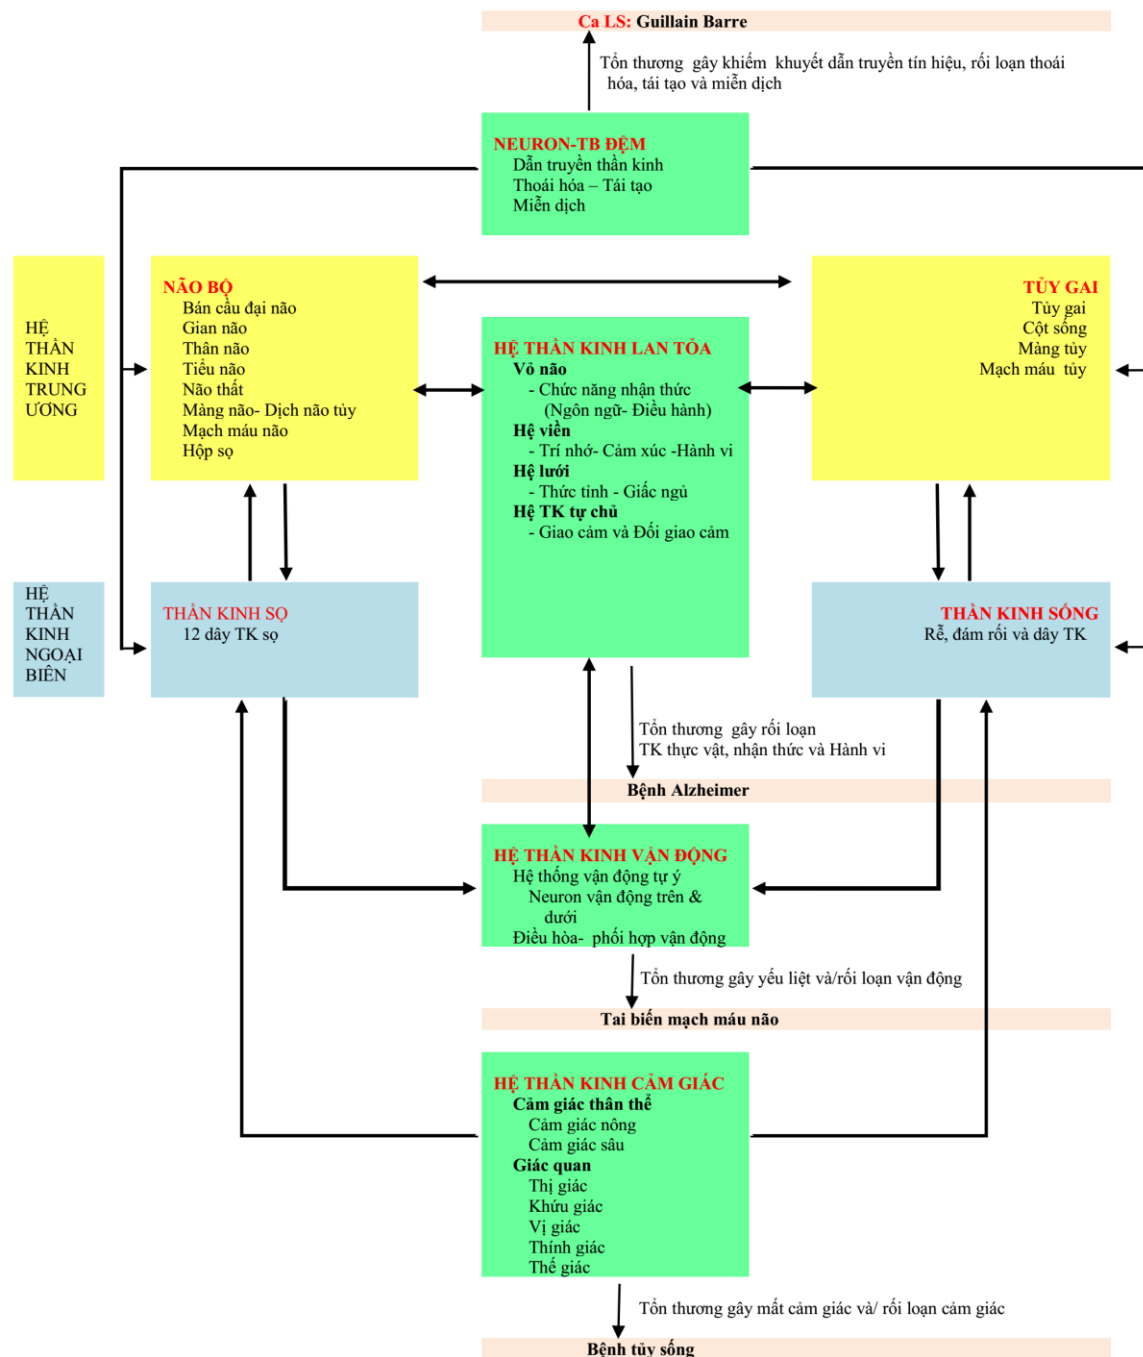 Ca LS: Guillain Barre
Tổn thương gây khiếm khuyết dẫn truyền tín hiệu, rối loạn thoái
hóa, tái tạo và miễn dịch
NEURON-TB ĐỆM
Dẫn truyền thần kinh
Thoái hóa – Tái tạo
Miễn dịch
HỆ
THẦN
KINH
TRUNG
ƯƠNG
NÃO BỘ
Bán cầu đại não
Gian não
Thân não
Tiểu não
Não thất
Màng não- Dịch não tủy
Mạch máu não
Hộp sọ
HỆ THẦN KINH LAN TỎA
Vỏ não
- Chức năng nhận thức
(Ngôn ngữ- Điều hành)
Hệ viền
- Trí nhớ- Cảm xúc -Hành vi
Hệ lưới
- Thức tỉnh - Giấc ngủ
Hệ TK tự chủ
- Giao cảm và Đối giao cảm
TỦY GAI
Tủy gai
Cột sống
Màng tủy
Mạch máu tủy
HỆ
THẦN
KINH
NGOẠI
BIÊN
THẦN KINH SỌ
12 dây TK sọ
THẦN KINH SỐNG
Rễ, đám rối và dây TK
Tổn thương gây rối loạn
TK thực vật, nhận thức và Hành vi
Bệnh Alzheimer
HỆ THẦN KINH VẬN ĐỘNG
Hệ thống vận động tự ý
Neuron vận động trên &
dưới
Điều hòa- phối hợp vận động
Tổn thương gây yếu liệt và/rối loạn vận động
Tai biến mạch máu não
HỆ THẦN KINH CẢM GIÁC
Cảm giác thân thể
Cảm giác nông
Cảm giác sâu
Giác quan
Thị giác
Khứu giác
Vị giác
Thính giác
Thế giác
Tổn thương gây mất cảm giác và/ rối loạn cảm giác
Bệnh tủy sống